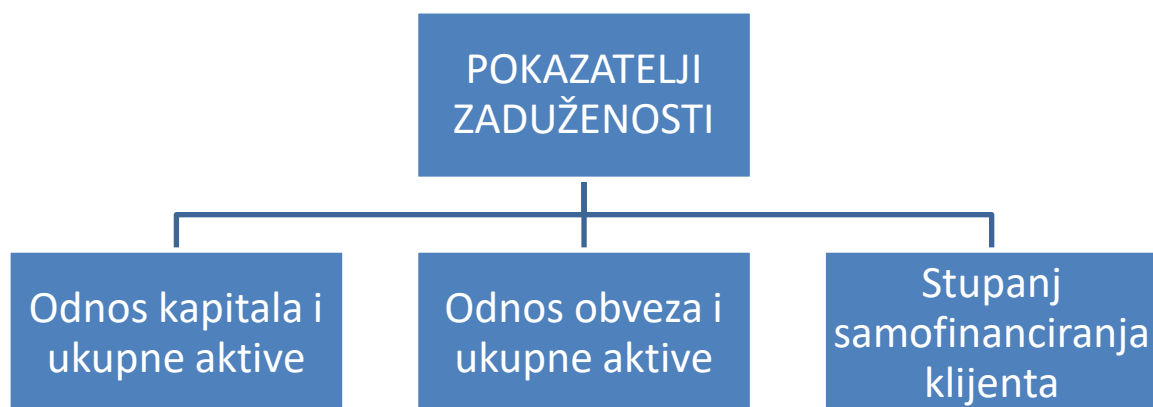 POKAZATELJI
ZADUŽENOSTI
Odnos kapitala i
ukupne aktive
Odnos obveza i
ukupne aktive
Stupanj
samofinanciranja
klijenta